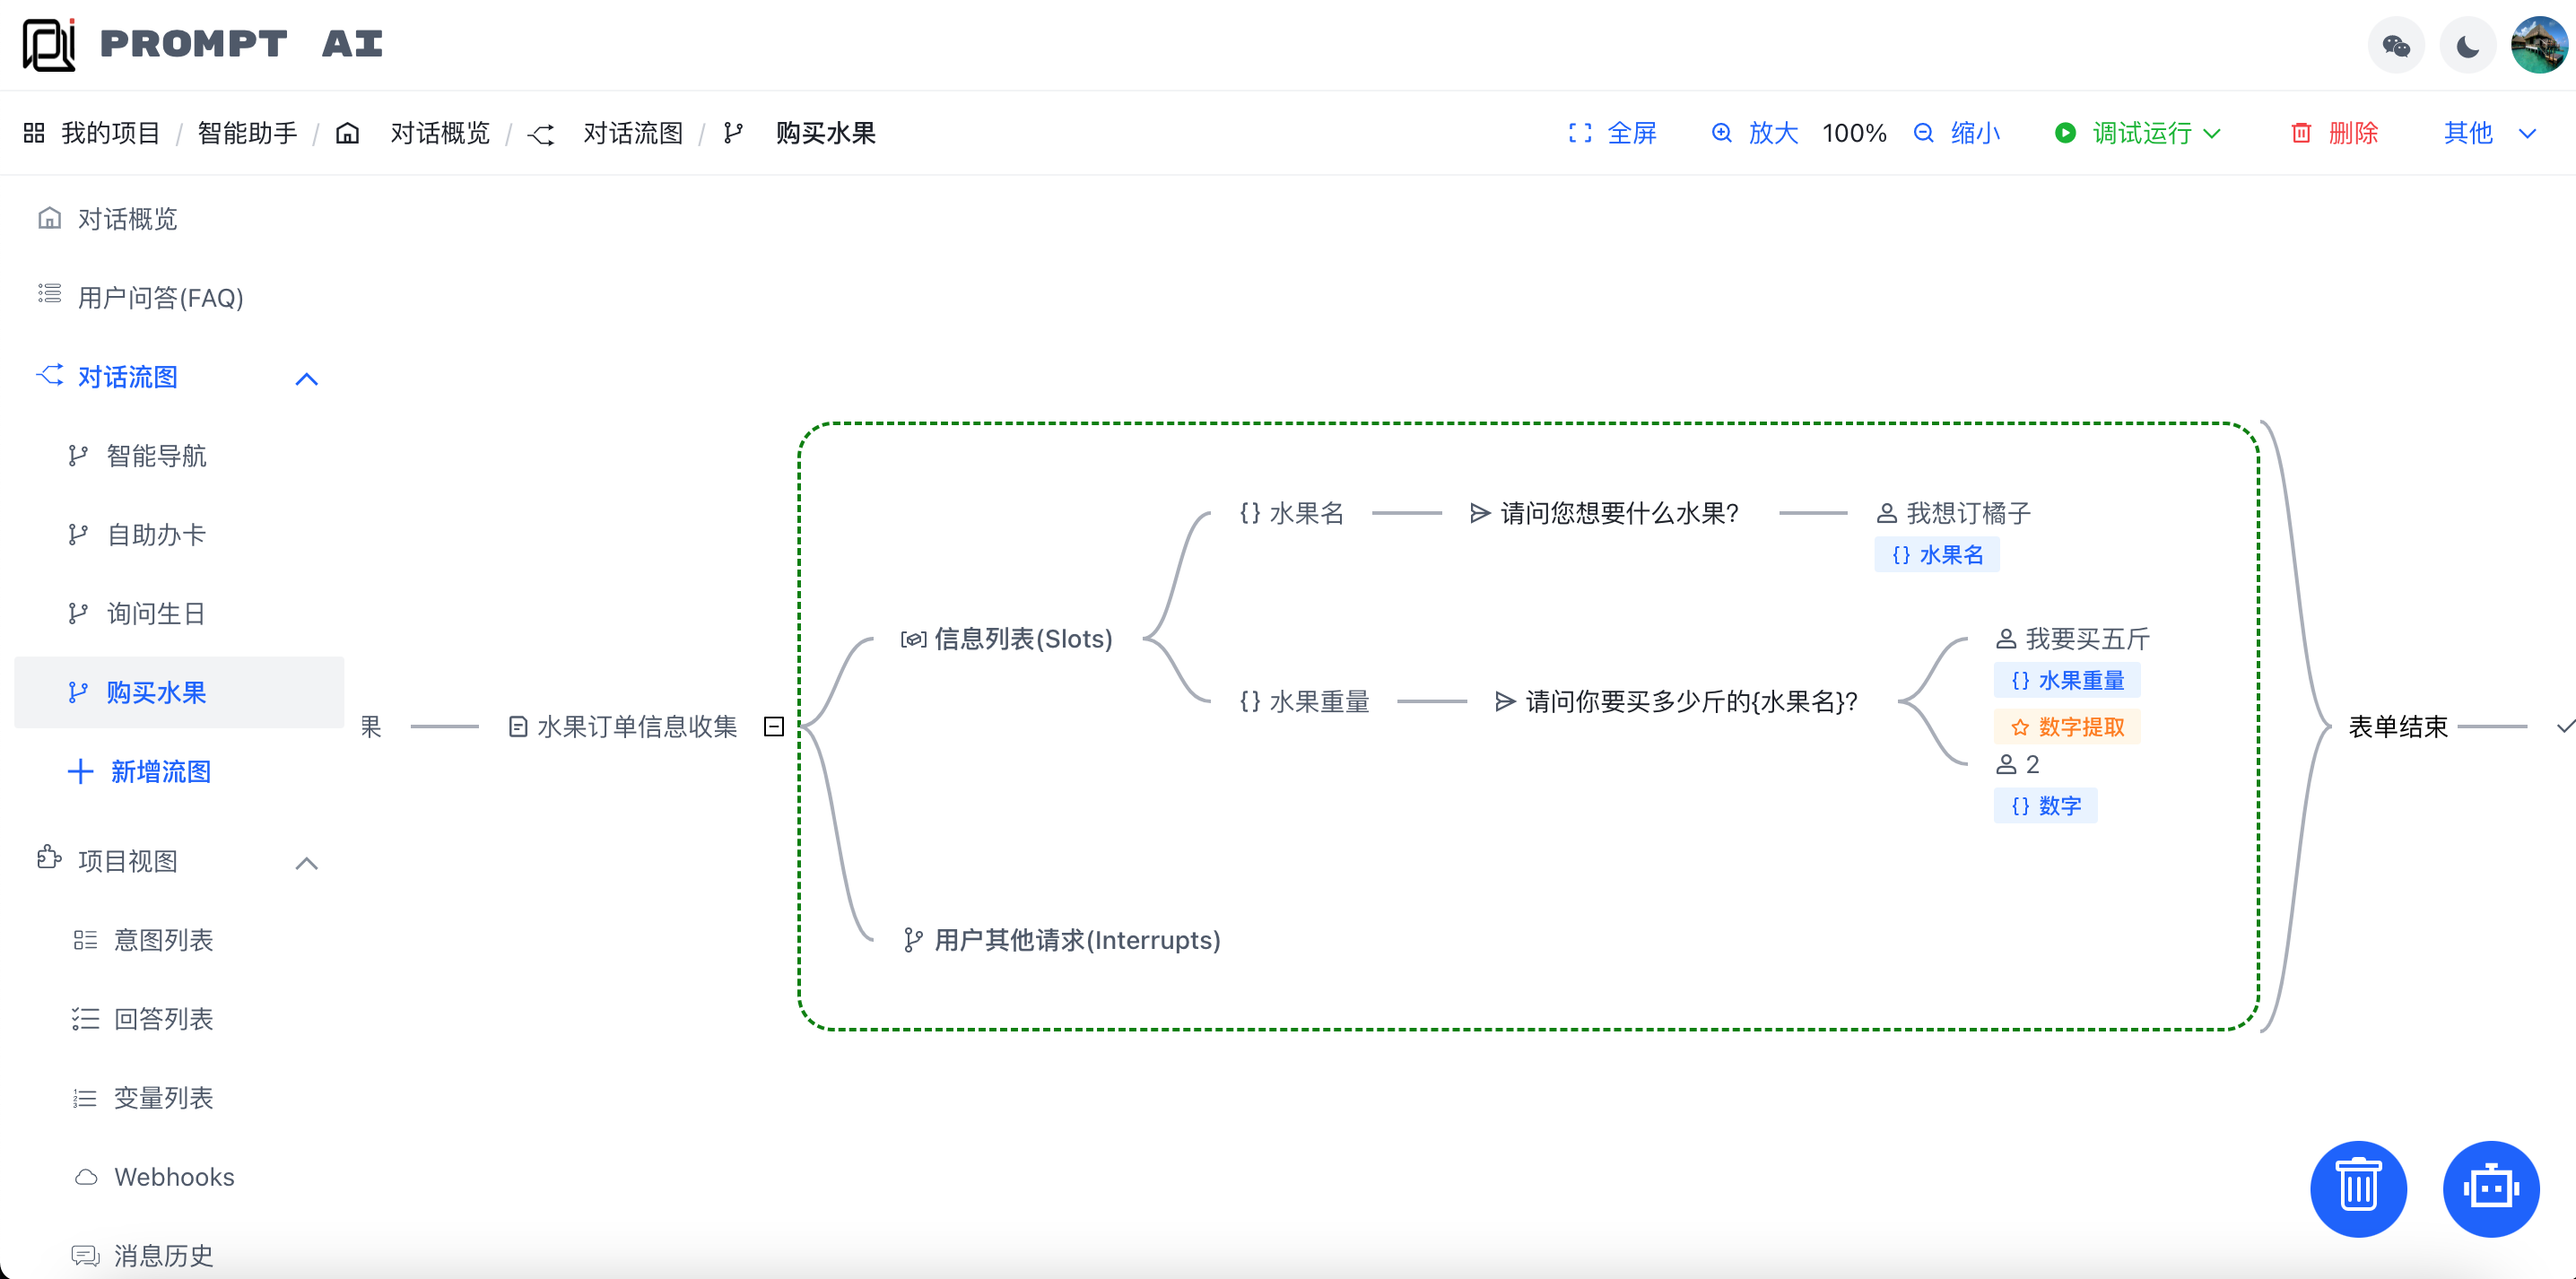 PROMPT AI
我的项目 / 智能助手 / 对话概览 / 对话流图 / 购买水果
全屏 放大 100% 缩小 调试运行 删除 其他
对话概览
用户问答(FAQ)
对话流图
智能导航
自助办卡
询问生日
购买水果
新增流图
项目视图
意图列表
回答列表
变量列表
Webhooks
消息历史
果
水果订单信息收集
信息列表(Slots)
{} 水果名
请问您想要什么水果?
我想订橘子
{} 水果名
{} 水果重量
请问你要买多少斤的{水果名}?
我要买五斤
{} 水果重量
数字提取
2
{} 数字
用户其他请求(Interrupts)
表单结束